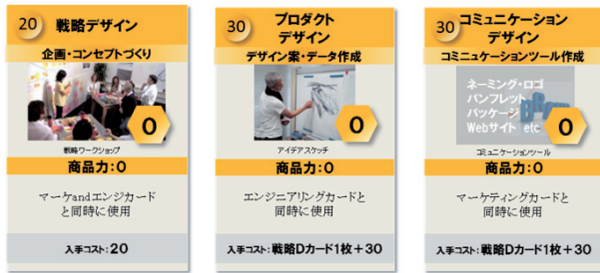 20 戦略デザイン
企画・コンセプトづくり
0
戦略ワークショップ
商品力:0
マーケandエンジカード
と同時に使用
入手コスト:20
30 プロダクト
デザイン
デザイン案・データ作成
0
アイデアスケッチ
商品力:0
エンジニアリングカードと
同時に使用
入手コスト:戦略Dカード1枚＋30
30 コミュニケーション
デザイン
コミニュケーションツール作成
ネーミング・ロゴ
パンフレット
パッケージ
Webサイト etc
0
コミュニケーションツール
商品力:0
マーケティングカードと
同時に使用
入手コスト:戦略Dカード1枚＋30